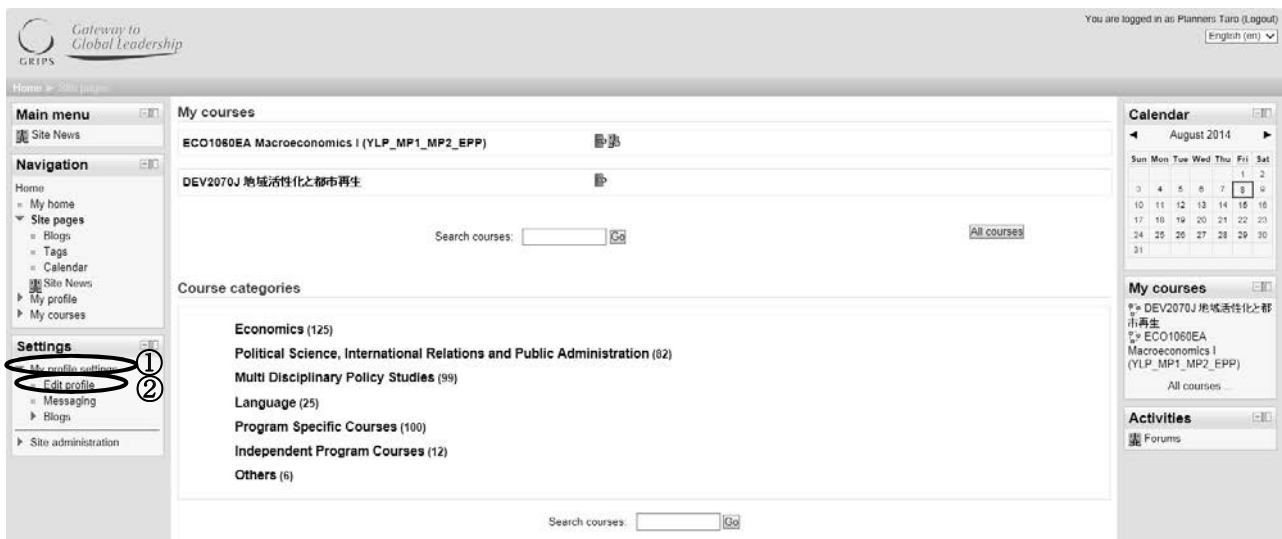 You are logged in as Planners Taro (Logout)
English (en)
Gateway to
Global Leadership
GRIPS
Home ► Site pages
Main menu
Site News
Navigation
Home
My home
Site pages
Blogs
Tags
Calendar
Site News
My profile
My courses
Settings
My profile settings ①
Edit profile ②
Messaging
Blogs
Site administration
My courses
ECO1060EA Macroeconomics I (YLP_MP1_MP2_EPP)
DEV2070J 地域活性化と都市再生
Search courses: Go
All courses
Course categories
Economics (125)
Political Science, International Relations and Public Administration (82)
Multi Disciplinary Policy Studies (99)
Language (25)
Program Specific Courses (100)
Independent Program Courses (12)
Others (6)
Search courses: Go
Calendar
◄ August 2014 ►
Sun Mon Tue Wed Thu Fri Sat
1 2
3 4 5 6 7 8 9
10 11 12 13 14 15 16
17 18 19 20 21 22 23
24 25 26 27 28 29 30
31
My courses
DEV2070J 地域活性化と都
市再生
ECO1060EA
Macroeconomics I
(YLP_MP1_MP2_EPP)
All courses ...
Activities
Forums